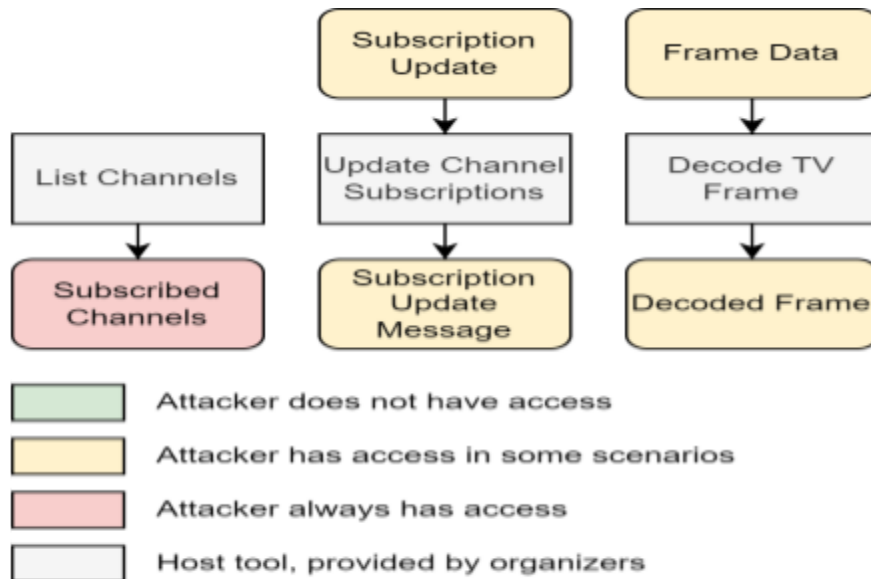 Subscription
Update
Frame Data
List Channels
Update Channel
Subscriptions
Decode TV
Frame
Subscribed
Channels
Subscription
Update
Message
Decoded Frame
Attacker does not have access
Attacker has access in some scenarios
Attacker always has access
Host tool, provided by organizers